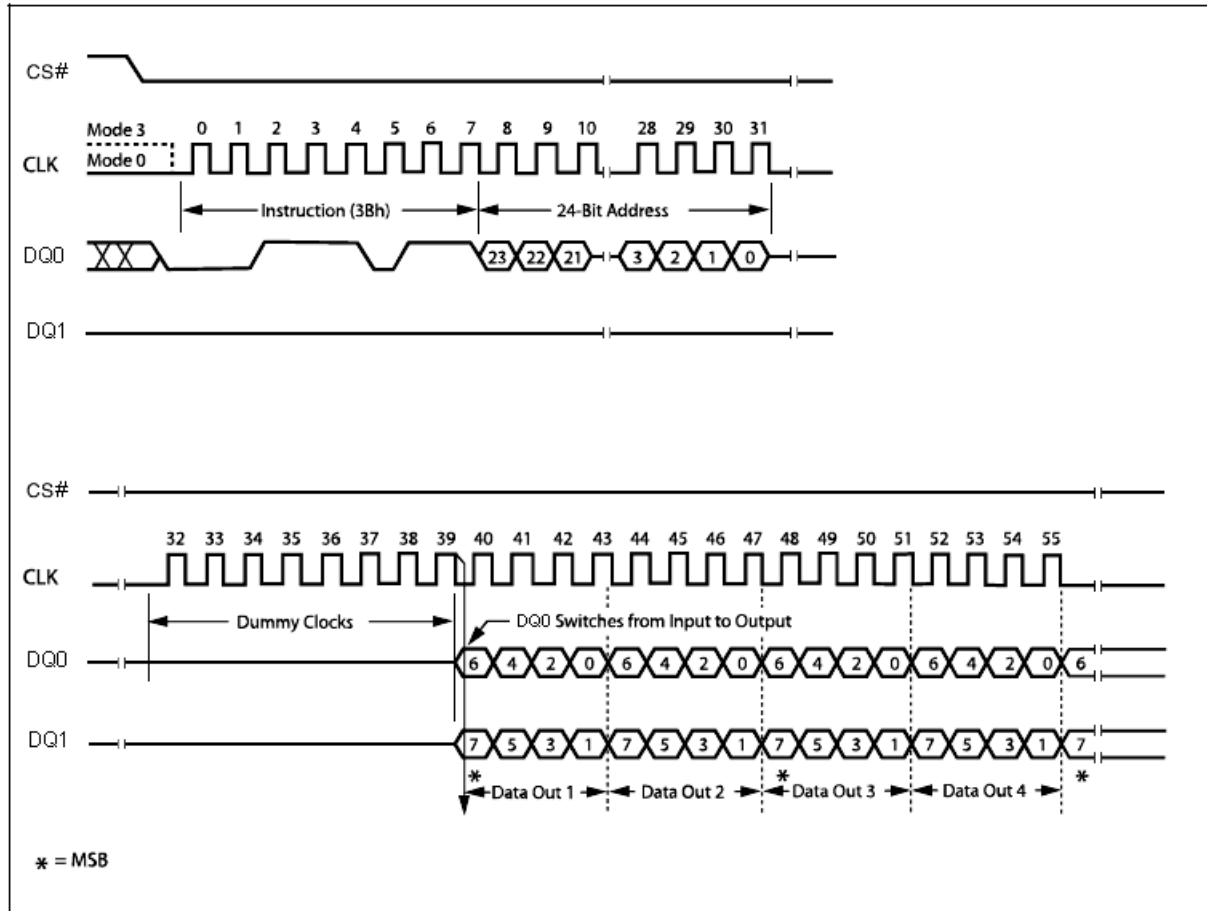 CS#
Mode 3 0 1 2 3 4 5 6 7 8 9 10 28 29 30 31
CLK Mode 0
Instruction (3Bh) 24-Bit Address
DQ0 23 22 21 3 2 1 0
DQ1
CS#
32 33 34 35 36 37 38 39 40 41 42 43 44 45 46 47 48 49 50 51 52 53 54 55
CLK
Dummy Clocks DQ0 Switches from Input to Output
DQ0 6 4 2 0 6 4 2 0 6 4 2 0 6 4 2 0 6
DQ1 7 5 3 1 7 5 3 1 7 5 3 1 7 5 3 1 7
* * *
Data Out 1 Data Out 2 Data Out 3 Data Out 4
* = MSB